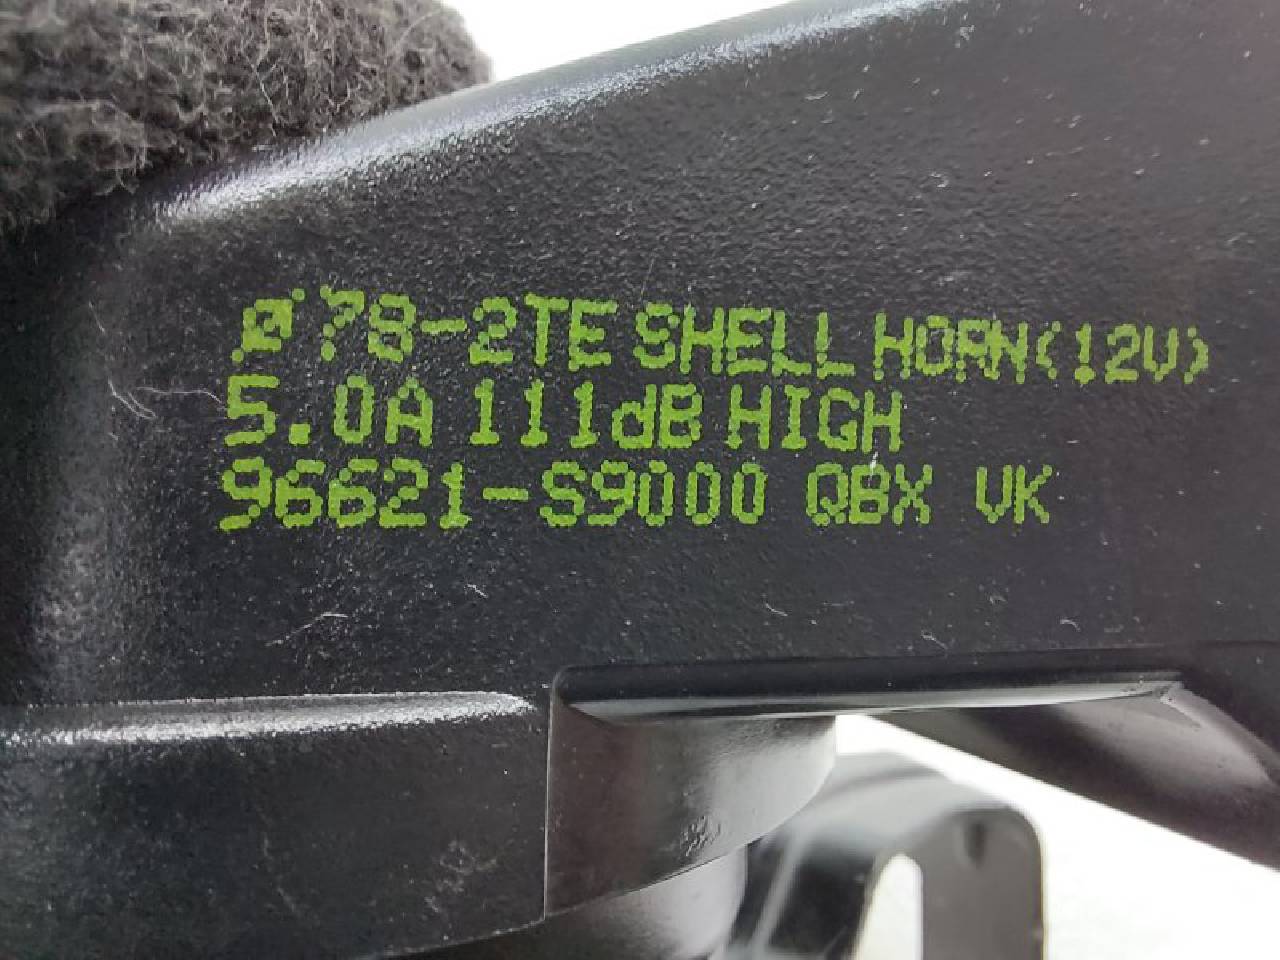 Ø78-2TE SHELL HORN(12V)
5.0A 111dB HIGH
96621-S9000 QBX VK